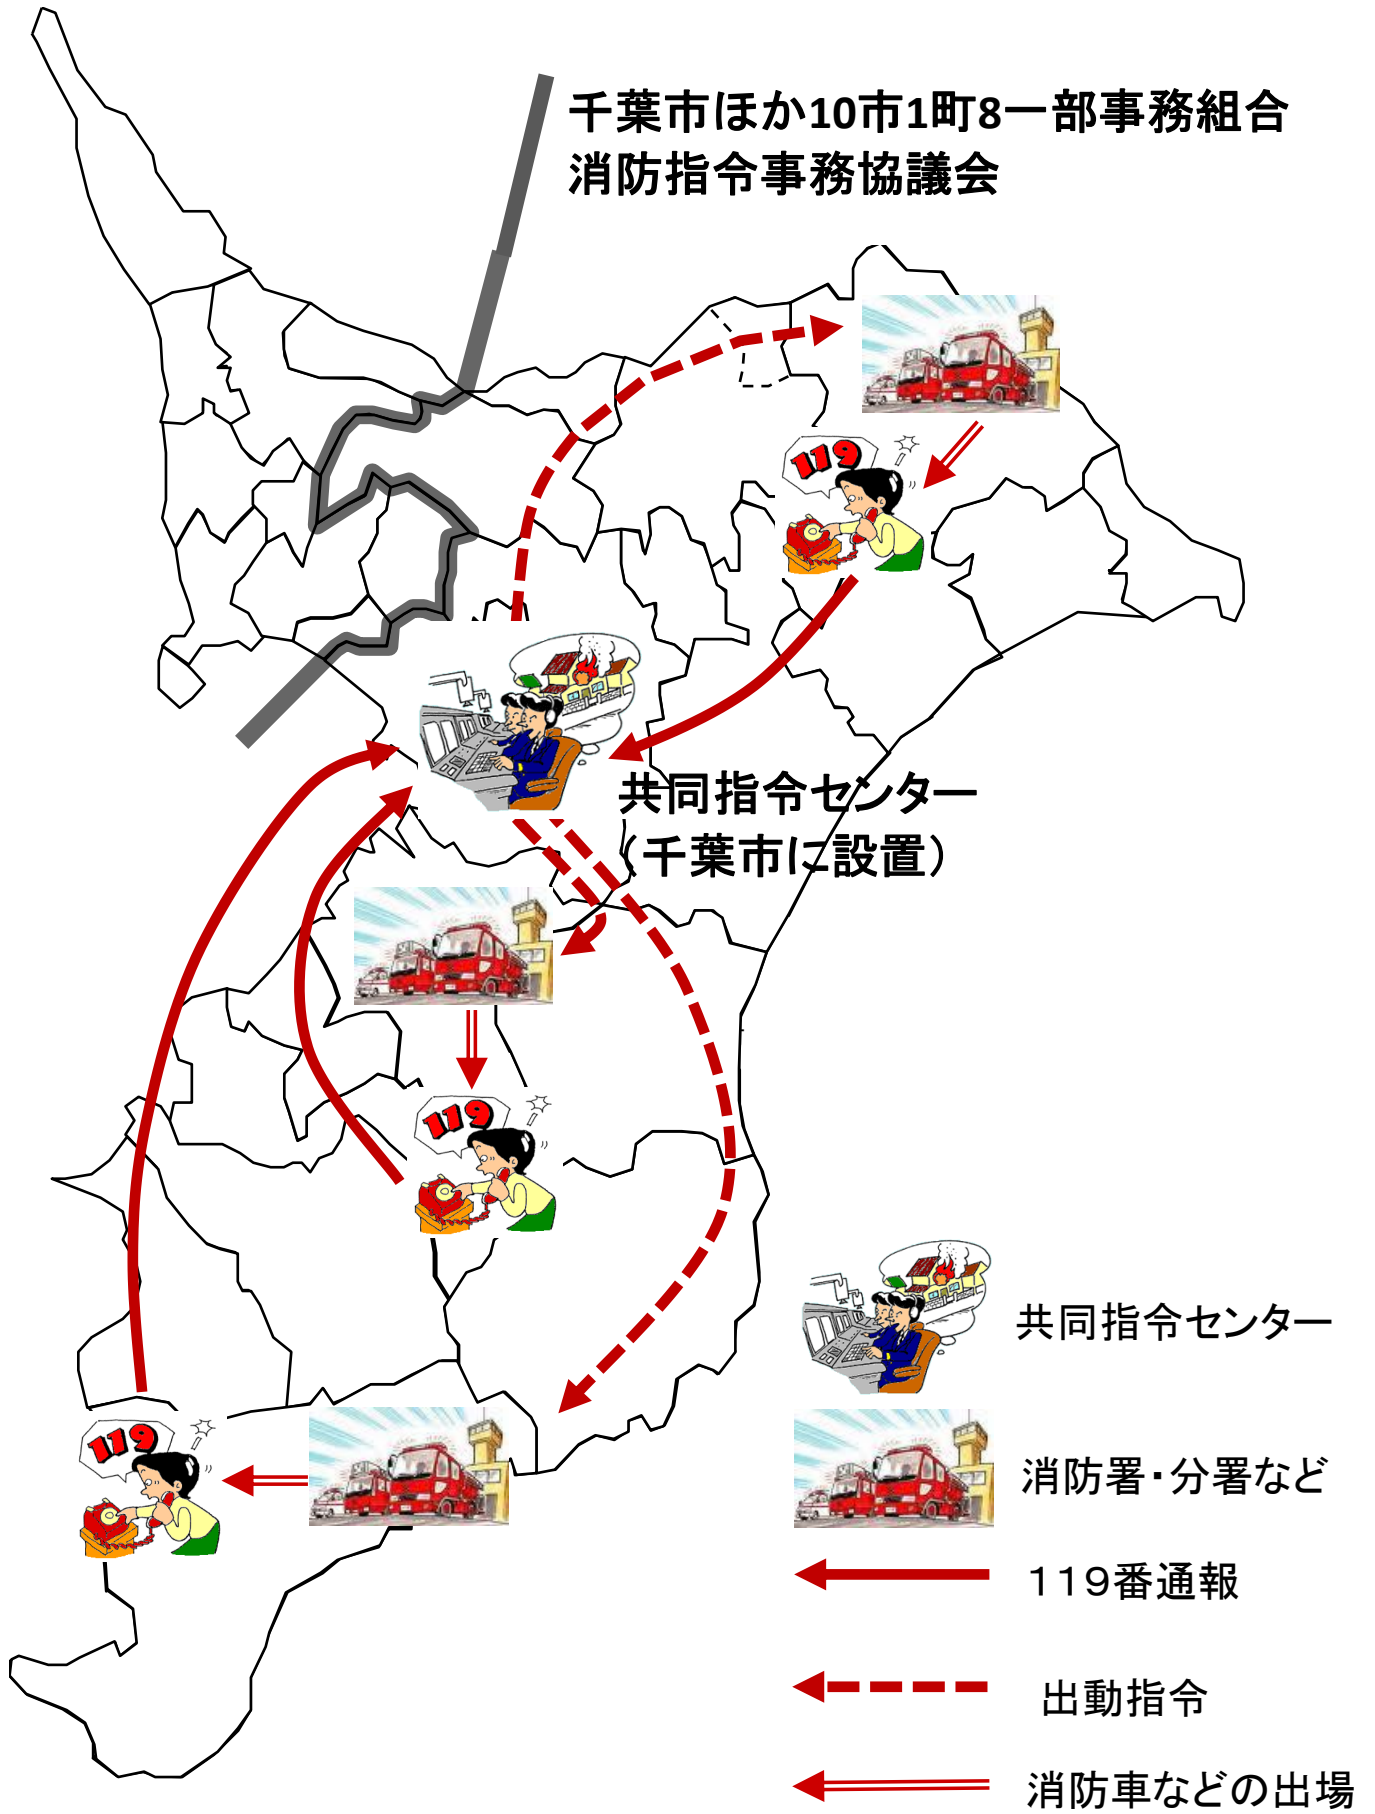 千葉市ほか10市1町8一部事務組合
消防指令事務協議会
119
共同指令センター
（千葉市に設置）
119
119
共同指令センター
消防署・分署など
１１９番通報
出動指令
消防車などの出場